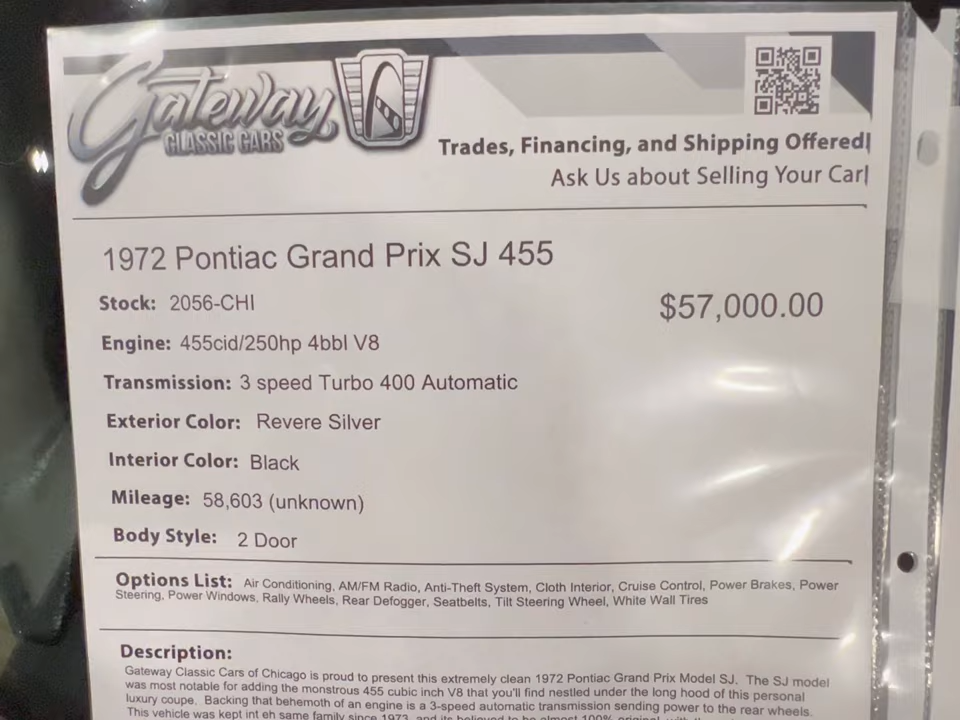 Gateway
CLASSIC CARS
Trades, Financing, and Shipping Offered|
Ask Us about Selling Your Car|
1972 Pontiac Grand Prix SJ 455
Stock: 2056-CHI
$57,000.00
Engine: 455cid/250hp 4bbl V8
Transmission: 3 speed Turbo 400 Automatic
Exterior Color: Revere Silver
Interior Color: Black
Mileage: 58,603 (unknown)
Body Style: 2 Door
Options List: Air Conditioning, AM/FM Radio, Anti-Theft System, Cloth Interior, Cruise Control, Power Brakes, Power
Steering, Power Windows, Rally Wheels, Rear Defogger, Seatbelts, Tilt Steering Wheel, White Wall Tires
Description:
Gateway Classic Cars of Chicago is proud to present this extremely clean 1972 Pontiac Grand Prix Model SJ. The SJ model
was most notable for adding the monstrous 455 cubic inch V8 that you'll find nestled under the long hood of this personal
luxury coupe. Backing that behemoth of an engine is a 3-speed automatic transmission sending power to the rear wheels.
This vehicle was kept int eh same family since 1973, and its believed to be almost 100% original